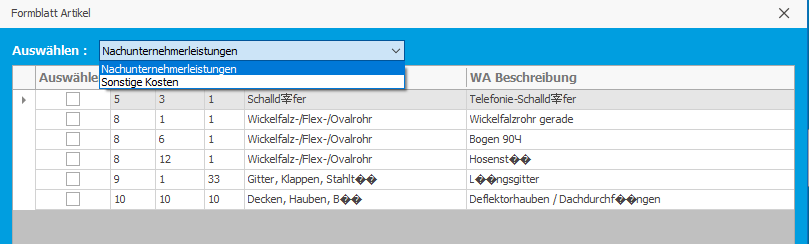 Formblatt Artikel
Auswählen : Nachunternehmerleistungen
Nachunternehmerleistungen
Sonstige Kosten
Auswähle WA Beschreibung
5 3 1 Schalld宰fer Telefonie-Schalld宰fer
8 1 1 Wickelfalz-/Flex-/Ovalrohr Wickelfalzrohr gerade
8 6 1 Wickelfalz-/Flex-/Ovalrohr Bogen 90Ч
8 12 1 Wickelfalz-/Flex-/Ovalrohr Hosenst��
9 1 33 Gitter, Klappen, Stahlt�� L��ngsgitter
10 10 10 Decken, Hauben, B�� Deflektorhauben / Dachdurchf��ngen